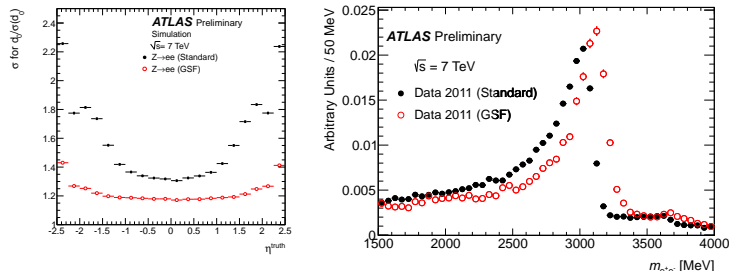 ATLAS Preliminary
Simulation
√s = 7 TeV
Z→ee (Standard)
Z→ee (GSF)
σ for d₀/σ(d₀)
2.4
2.2
2
1.8
1.6
1.4
1.2
1
-2.5 -2 -1.5 -1 -0.5 0 0.5 1 1.5 2 2.5
η^truth
ATLAS Preliminary
√s = 7 TeV
Data 2011 (Standard)
Data 2011 (GSF)
Arbitrary Units / 50 MeV
0.025
0.02
0.015
0.01
0.005
0
1500 2000 2500 3000 3500 4000
m_e⁺e⁻ [MeV]